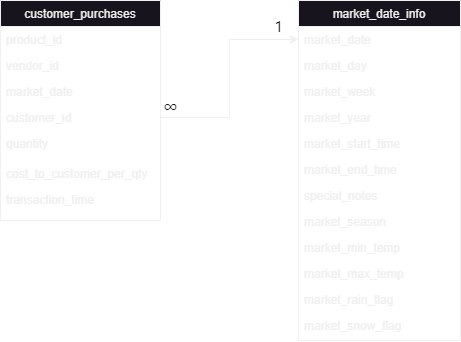 customer_purchases
product_id
vendor_id
market_date
customer_id
quantity
cost_to_customer_per_qty
transaction_time
∞
1
market_date_info
market_date
market_day
market_week
market_year
market_start_time
market_end_time
special_notes
market_season
market_min_temp
market_max_temp
market_rain_flag
market_snow_flag